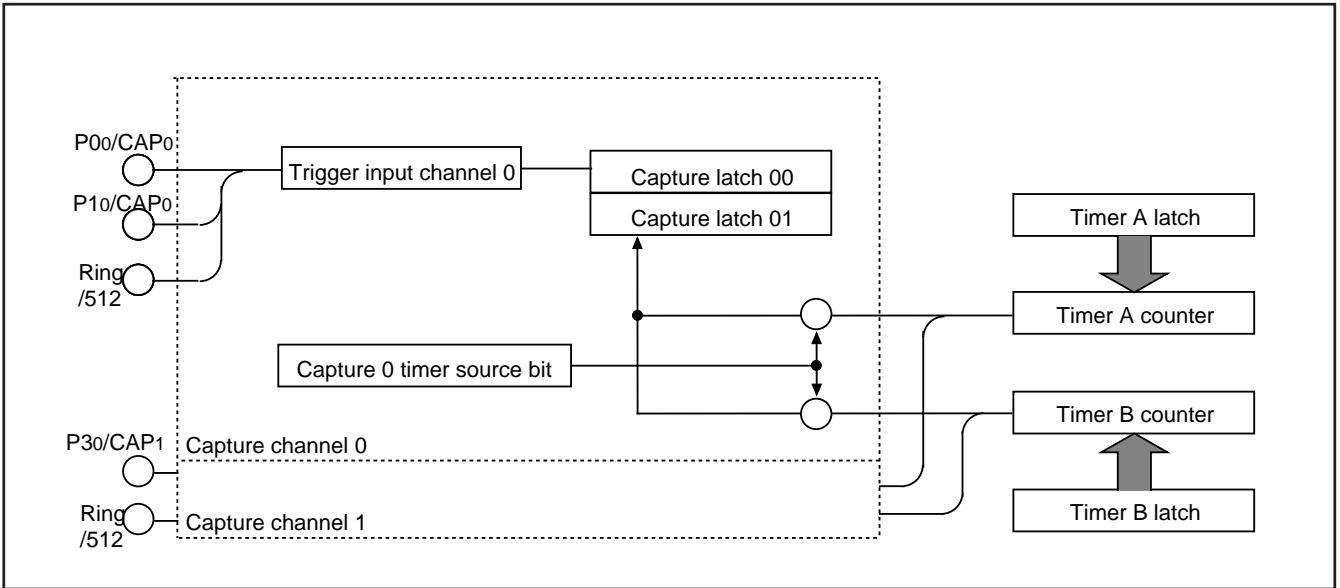 P00/CAP0
P10/CAP0
Ring
/512
Trigger input channel 0
Capture latch 00
Capture latch 01
Timer A latch
Timer A counter
Capture 0 timer source bit
Timer B counter
Timer B latch
P30/CAP1
Capture channel 0
Ring
/512
Capture channel 1